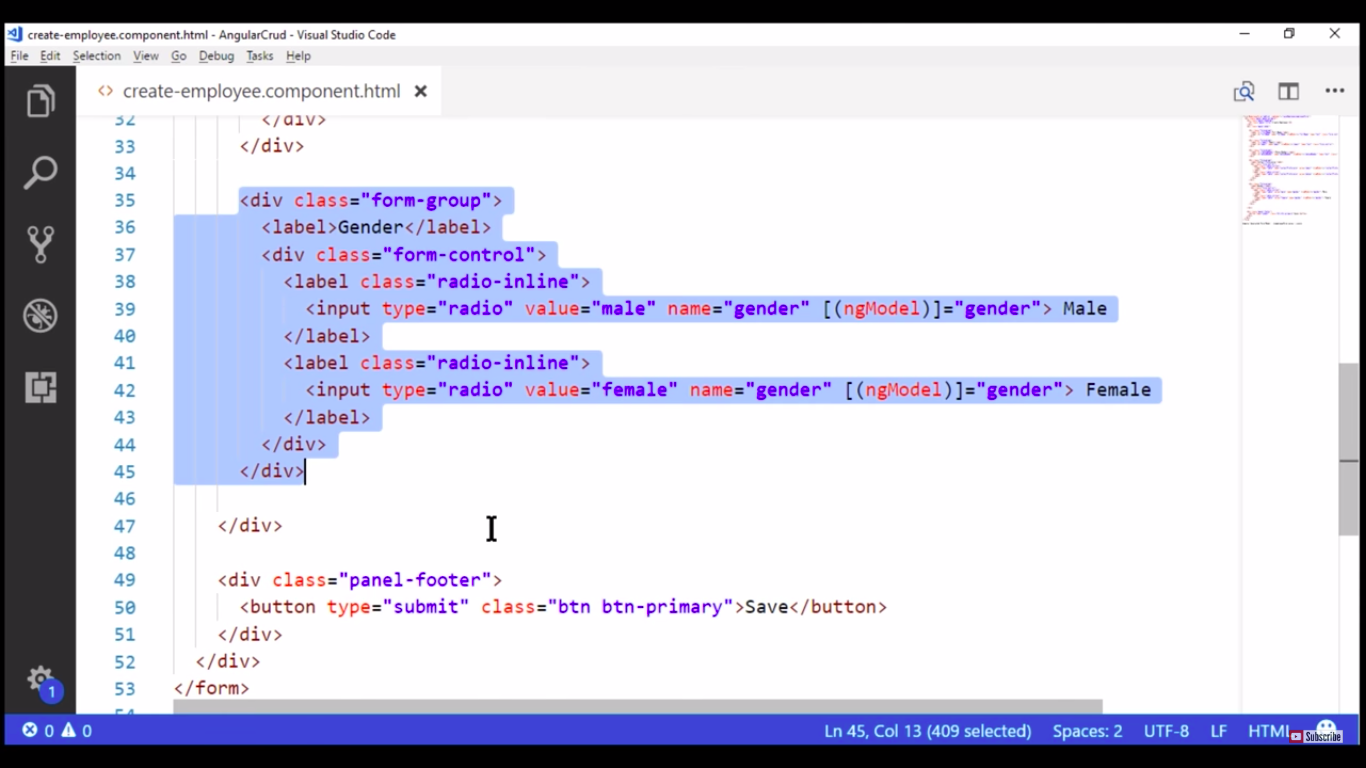 create-employee.component.html - AngularCrud - Visual Studio Code
File Edit Selection View Go Debug Tasks Help
<> create-employee.component.html
32 </div>
33 </div>
34
35 <div class="form-group">
36 <label>Gender</label>
37 <div class="form-control">
38 <label class="radio-inline">
39 <input type="radio" value="male" name="gender" [(ngModel)]="gender"> Male
40 </label>
41 <label class="radio-inline">
42 <input type="radio" value="female" name="gender" [(ngModel)]="gender"> Female
43 </label>
44 </div>
45 </div>
46
47 </div>
48
49 <div class="panel-footer">
50 <button type="submit" class="btn btn-primary">Save</button>
51 </div>
52 </div>
53 </form>
54
1
0 0 Ln 45, Col 13 (409 selected) Spaces: 2 UTF-8 LF HTML
Subscribe